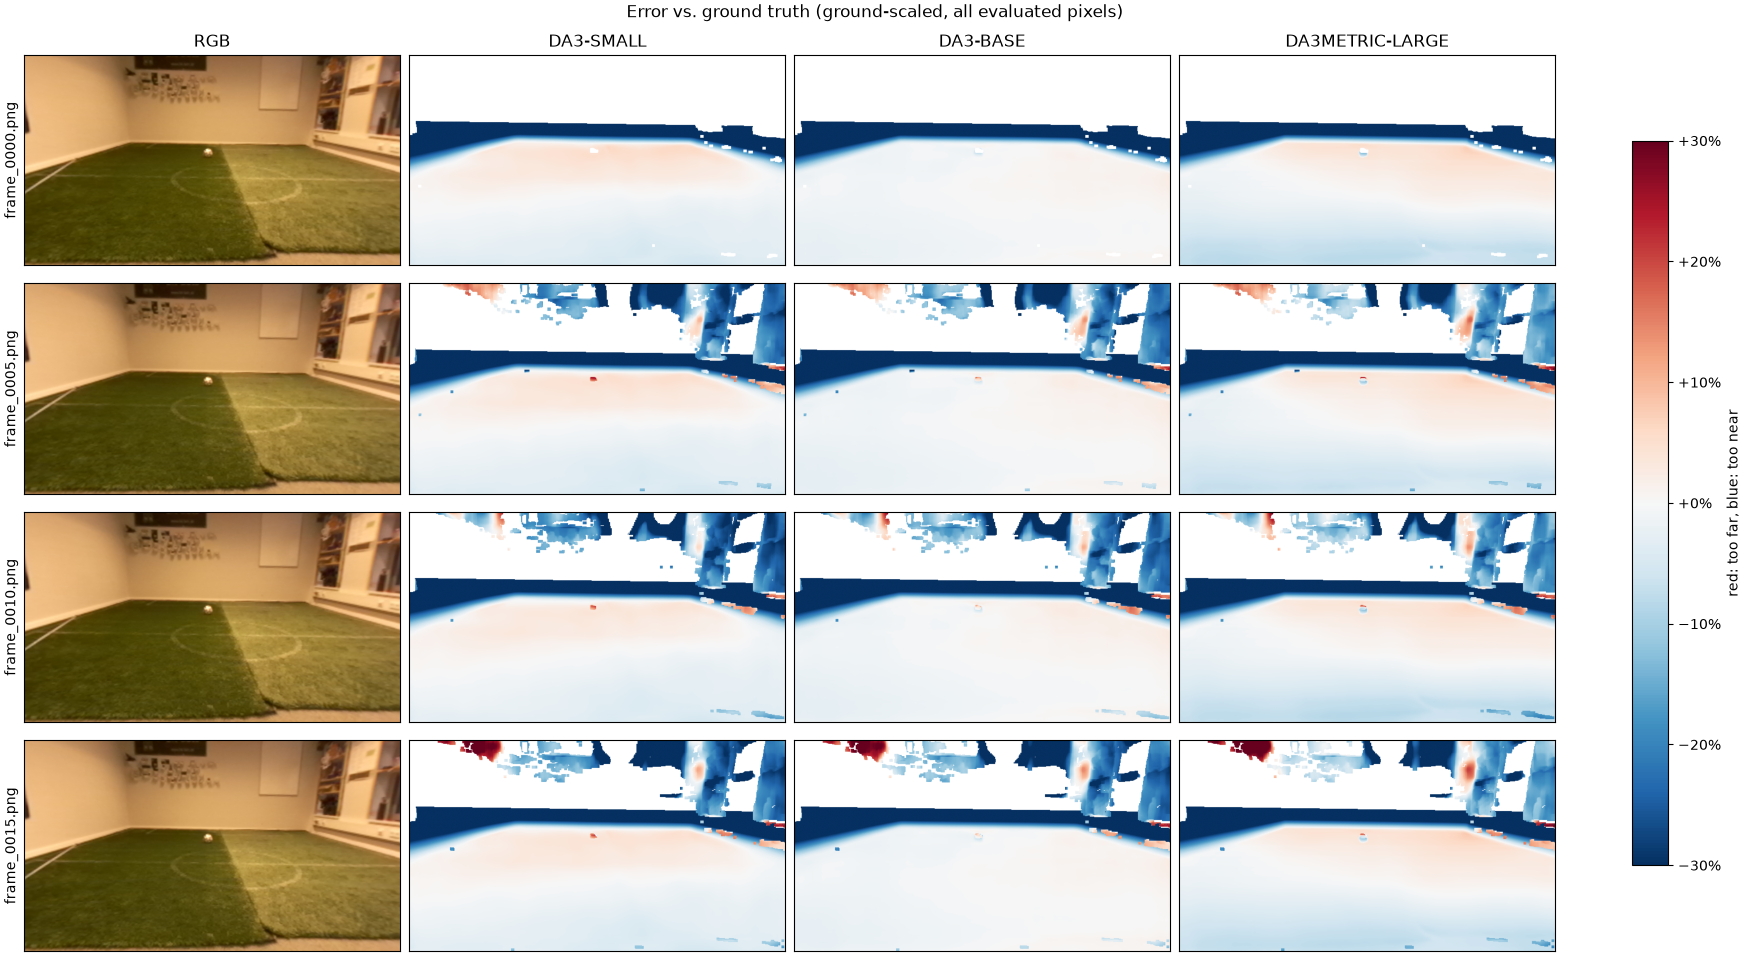 Error vs. ground truth (ground-scaled, all evaluated pixels)
RGB
DA3-SMALL
DA3-BASE
DA3METRIC-LARGE
frame_0000.png
frame_0005.png
frame_0010.png
frame_0015.png
+30%
+20%
+10%
+0%
−10%
−20%
−30%
red: too far, blue: too near